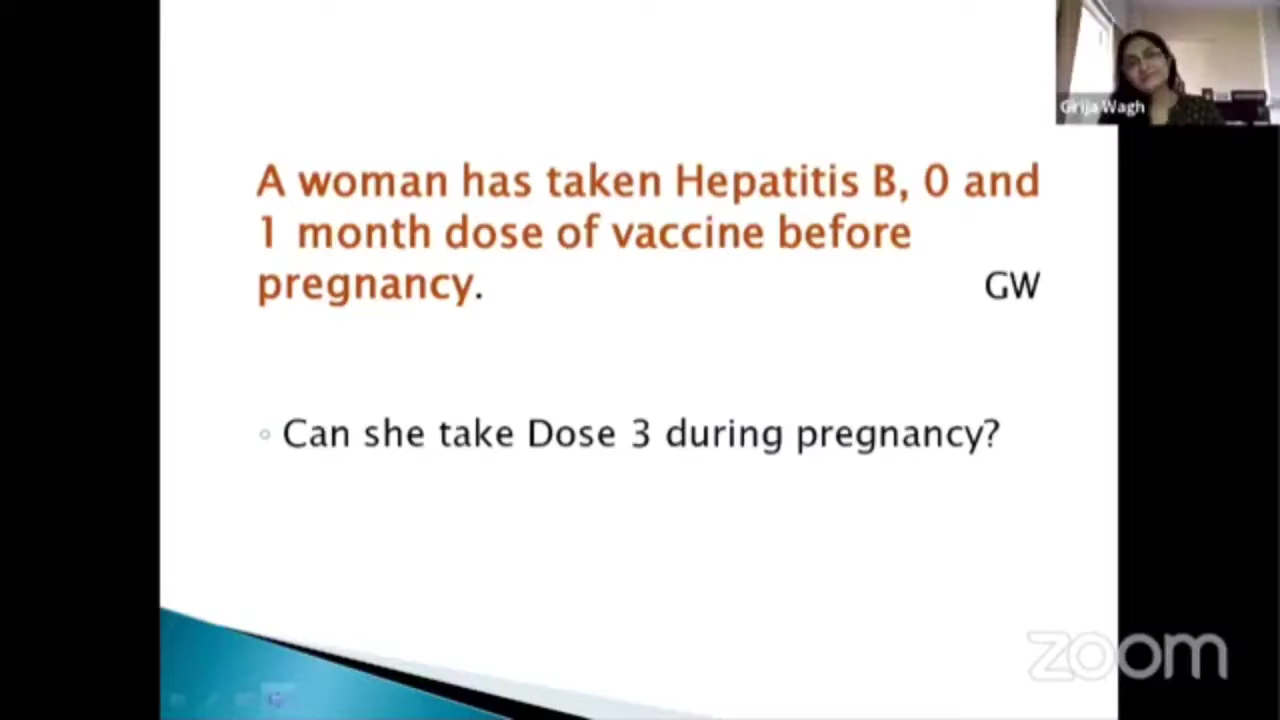 Girija Wagh
A woman has taken Hepatitis B, 0 and
1 month dose of vaccine before
pregnancy. GW
Can she take Dose 3 during pregnancy?
zoom